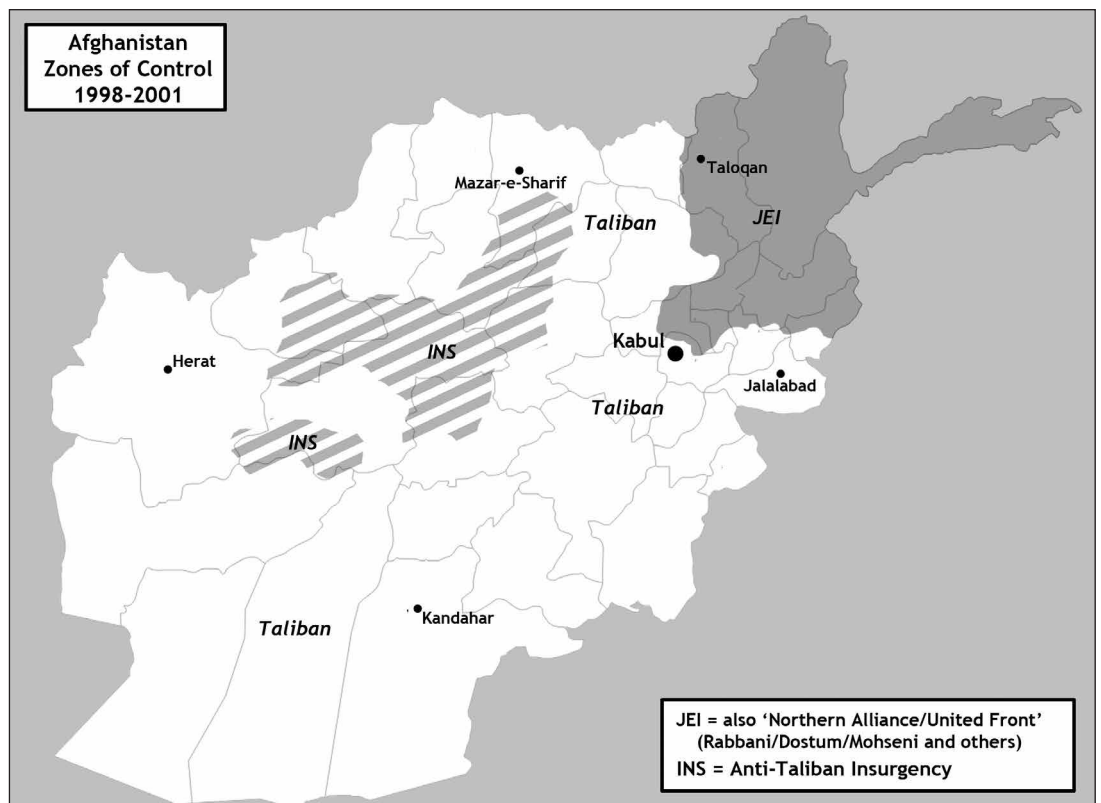 Afghanistan
Zones of Control
1998-2001
Taloqan
Mazar-e-Sharif
Taliban
JEI
Kabul
INS
Herat
Jalalabad
Taliban
INS
Kandahar
Taliban
JEI = also ‘Northern Alliance/United Front’
(Rabbani/Dostum/Mohseni and others)
INS = Anti-Taliban Insurgency